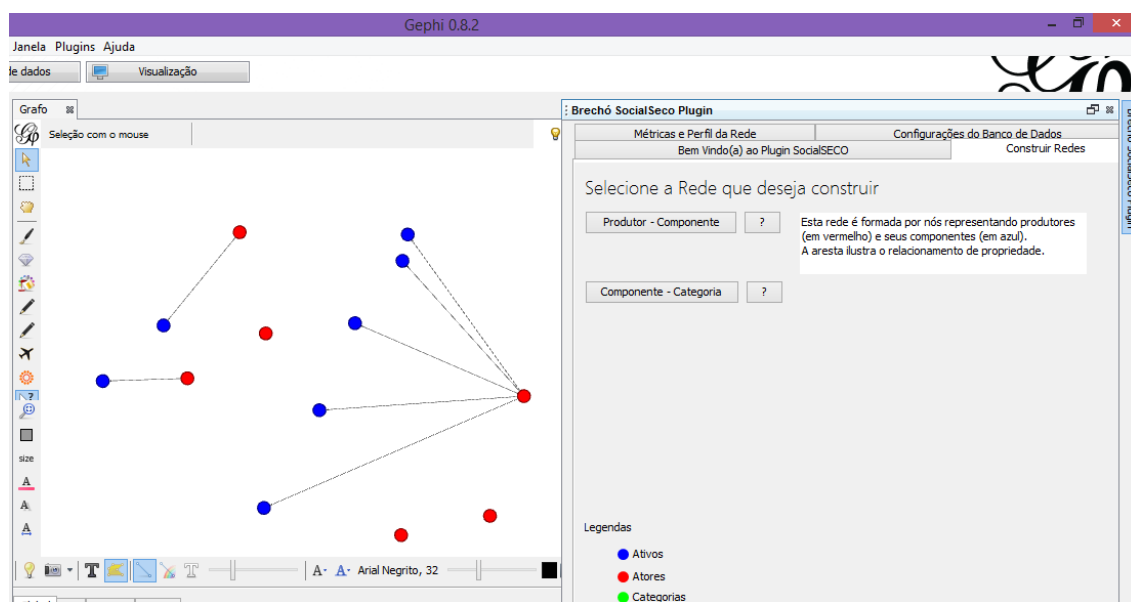 Gephi 0.8.2
Janela Plugins Ajuda
de dados
Visualização
Grafo
Seleção com o mouse
Brechó SocialSeco Plugin
Métricas e Perfil da Rede
Configurações do Banco de Dados
Bem Vindo(a) ao Plugin SocialSECO
Construir Redes
Selecione a Rede que deseja construir
Produtor - Componente
?
Esta rede é formada por nós representando produtores
(em vermelho) e seus componentes (em azul).
A aresta ilustra o relacionamento de propriedade.
Componente - Categoria
?
size
A
A
A
Legendas
Ativos
Atores
Categorias
T
T
A- A- Arial Negrito, 32
Brechó SocialSeco Plugin